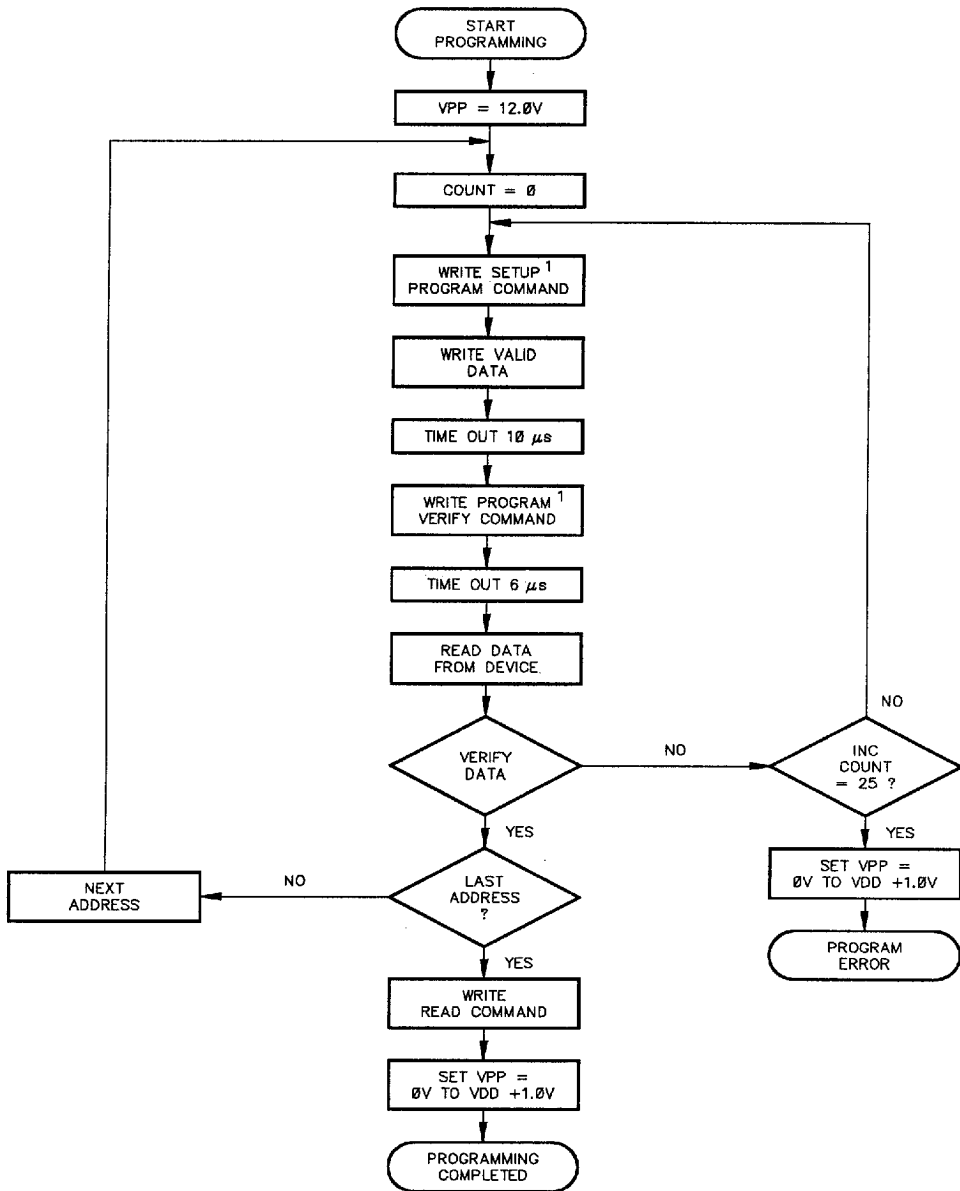 START
PROGRAMMING
VPP = 12.0V
COUNT = 0
WRITE SETUP 1
PROGRAM COMMAND
WRITE VALID
DATA
TIME OUT 10 μs
WRITE PROGRAM 1
VERIFY COMMAND
TIME OUT 6 μs
READ DATA
FROM DEVICE
VERIFY
DATA
NO
INC
COUNT
= 25 ?
NO
YES
SET VPP =
0V TO VDD +1.0V
PROGRAM
ERROR
YES
LAST
ADDRESS
?
NO
NEXT
ADDRESS
YES
WRITE
READ COMMAND
SET VPP =
0V TO VDD +1.0V
PROGRAMMING
COMPLETED